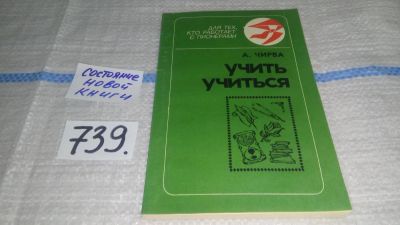 СОСТОЯНИЕ
НОВОЙ
КНИГИ
739.
ДЛЯ ТЕХ,
КТО РАБОТАЕТ
С ПИОНЕРАМИ
А. ЧИРВА
УЧИТЬ
УЧИТЬСЯ